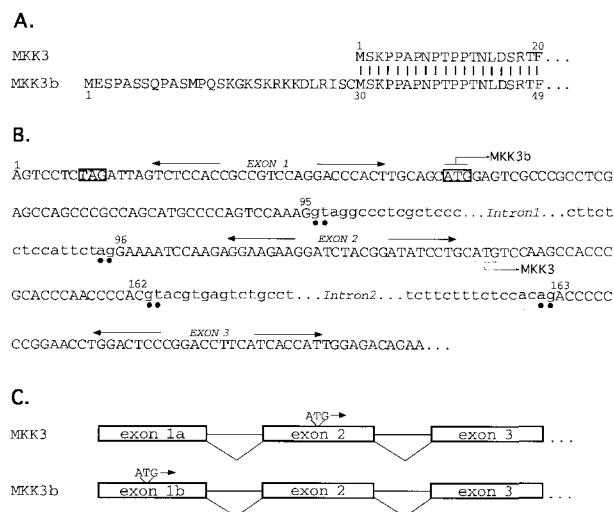 A.
1 20
MKK3 MSKPPAPNPTPPTNLDSRTF...
MKK3b MESPASSQPASMPQSKGKSKRKKDLRISCMSKPPAPNPTPPTNLDSRTF...
1 30 49
B.
1 EXON 1 MKK3b
AGTCCTCTAGATTAGTCTCCACCGCCGTCCAGGACCCACTTGCAGCATGGAGTCGCCCGCCTCG
95
AGCCAGCCCGCCAGCATGCCCCAGTCCAAAGgtaggccctcgctccc...Intron1...cttct
96 EXON 2
ctccattctagGAAAATCCAAGAGGAAGAAGGATCTACGGATATCCTGCATGTCCAAGCCACCC
MKK3
162 163
GCACCCAACCCCACgtacgtgagtctgcct...Intron2...tcttctttctccacagACCCCC
EXON 3
CCGGAACCTGGACTCCCGGACCTTCATCACCATTGGAGACAGAA...
C.
ATG
MKK3 exon 1a exon 2 exon 3 ...
ATG
MKK3b exon 1b exon 2 exon 3 ...